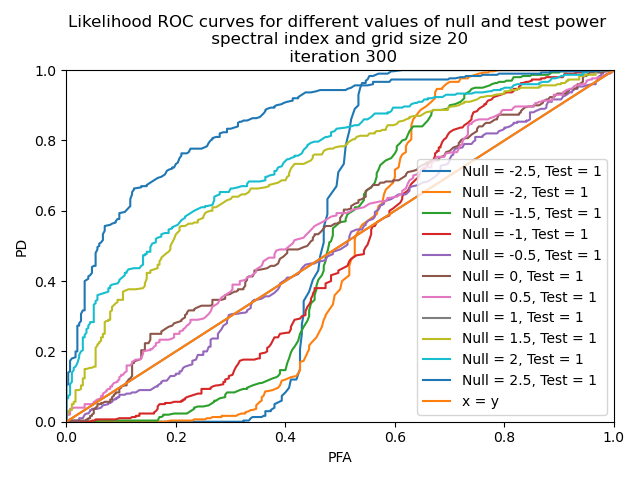 Likelihood ROC curves for different values of null and test power
spectral index and grid size 20
iteration 300
PD
1.0
0.8
0.6
0.4
0.2
0.0
Null = -2.5, Test = 1
Null = -2, Test = 1
Null = -1.5, Test = 1
Null = -1, Test = 1
Null = -0.5, Test = 1
Null = 0, Test = 1
Null = 0.5, Test = 1
Null = 1, Test = 1
Null = 1.5, Test = 1
Null = 2, Test = 1
Null = 2.5, Test = 1
x = y
0.0 0.2 0.4 0.6 0.8 1.0
PFA